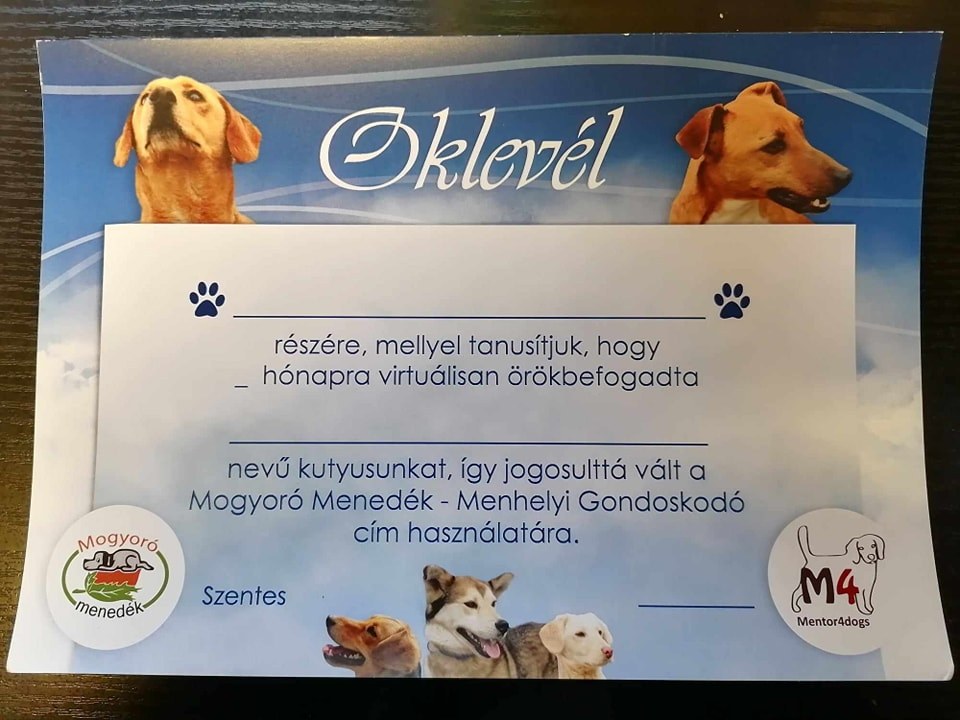 Oklevél
részére, mellyel tanusítjuk, hogy
_ hónapra virtuálisan örökbefogadta
nevű kutyusunkat, így jogosulttá vált a
Mogyoró Menedék - Menhelyi Gondoskodó
cím használatára.
Mogyoró
menedék
Szentes
M4
Mentor4dogs